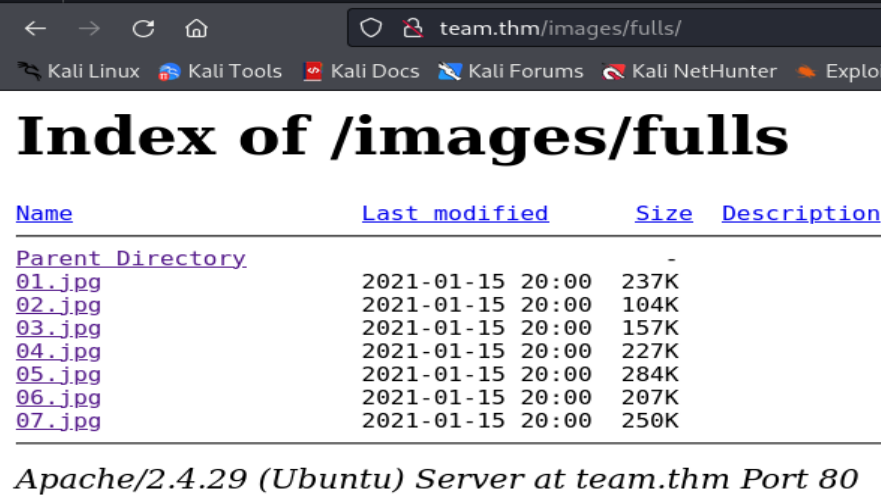 team.thm/images/fulls/
Kali Linux Kali Tools Kali Docs Kali Forums Kali NetHunter
Index of /images/fulls
Name Last modified Size Description
Parent Directory -
01.jpg 2021-01-15 20:00 237K
02.jpg 2021-01-15 20:00 104K
03.jpg 2021-01-15 20:00 157K
04.jpg 2021-01-15 20:00 227K
05.jpg 2021-01-15 20:00 284K
06.jpg 2021-01-15 20:00 207K
07.jpg 2021-01-15 20:00 250K
Apache/2.4.29 (Ubuntu) Server at team.thm Port 80